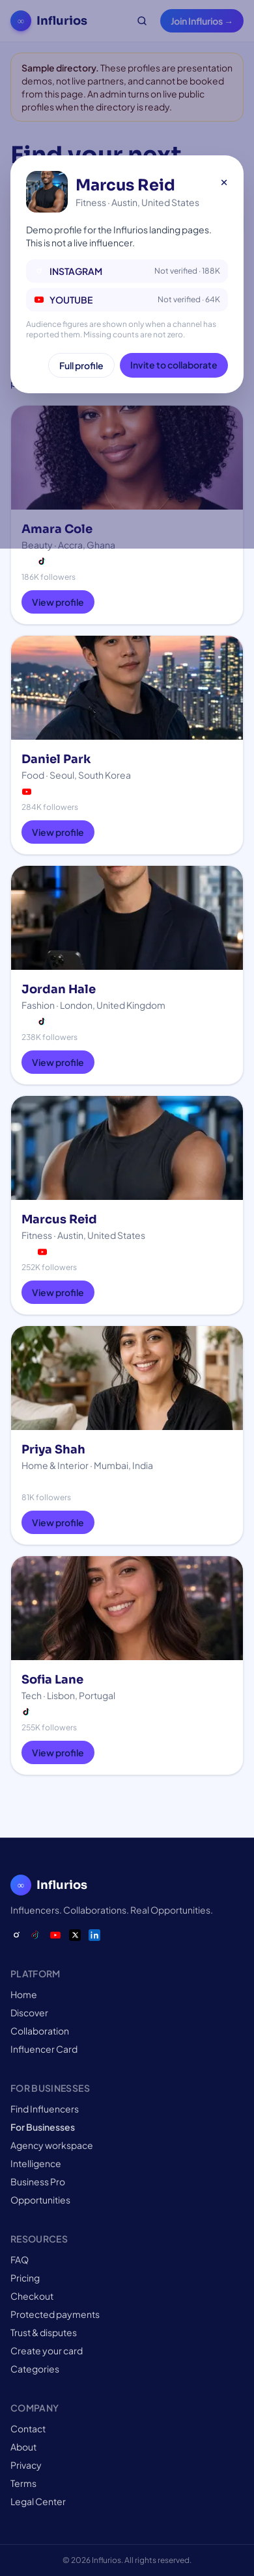 Influrios
Join Influrios →
Sample directory. These profiles are presentation
demos, not live partners, and cannot be booked
from this page. An admin turns on live public
profiles when the directory is ready.
Find your next
Marcus Reid
×
Fitness · Austin, United States
Demo profile for the Influrios landing pages.
This is not a live influencer.
INSTAGRAM
Not verified · 188K
YOUTUBE
Not verified · 64K
Audience figures are shown only when a channel has
reported them. Missing counts are not zero.
Full profile
Invite to collaborate
Amara Cole
Beauty · Accra, Ghana
186K followers
View profile
Daniel Park
Food · Seoul, South Korea
284K followers
View profile
Jordan Hale
Fashion · London, United Kingdom
238K followers
View profile
Marcus Reid
Fitness · Austin, United States
252K followers
View profile
Priya Shah
Home & Interior · Mumbai, India
81K followers
View profile
Sofia Lane
Tech · Lisbon, Portugal
255K followers
View profile
Influrios
Influencers. Collaborations. Real Opportunities.
PLATFORM
Home
Discover
Collaboration
Influencer Card
FOR BUSINESSES
Find Influencers
For Businesses
Agency workspace
Intelligence
Business Pro
Opportunities
RESOURCES
FAQ
Pricing
Checkout
Protected payments
Trust & disputes
Create your card
Categories
COMPANY
Contact
About
Privacy
Terms
Legal Center
© 2026 Influrios. All rights reserved.